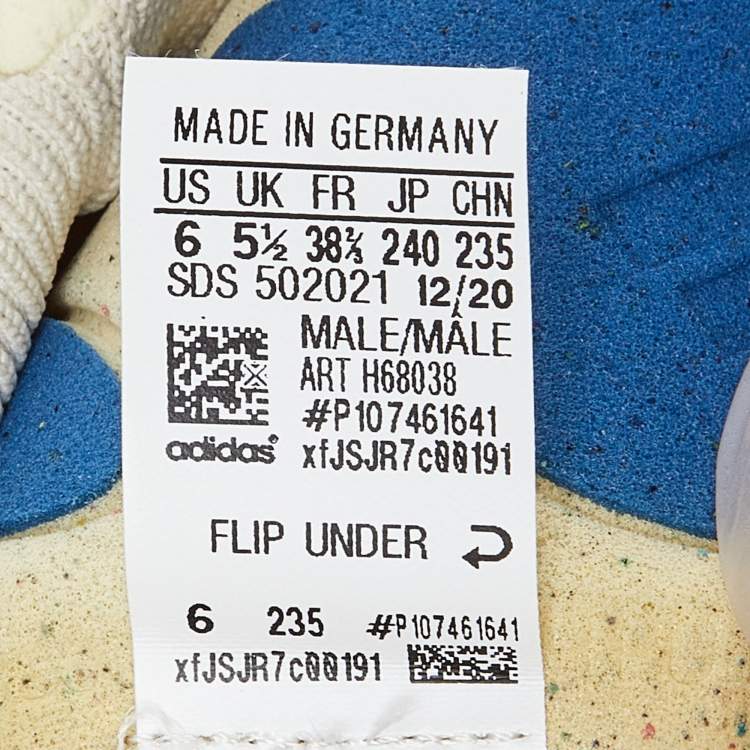 MADE IN GERMANY
US UK FR JP CHN
6 5½ 38⅔ 240 235
SDS 502021 12/20
MALE/MÂLE
ART H68038
#P107461641
adidas® xfJSJR7c00191
FLIP UNDER
6 235 #P107461641
xfJSJR7c00191